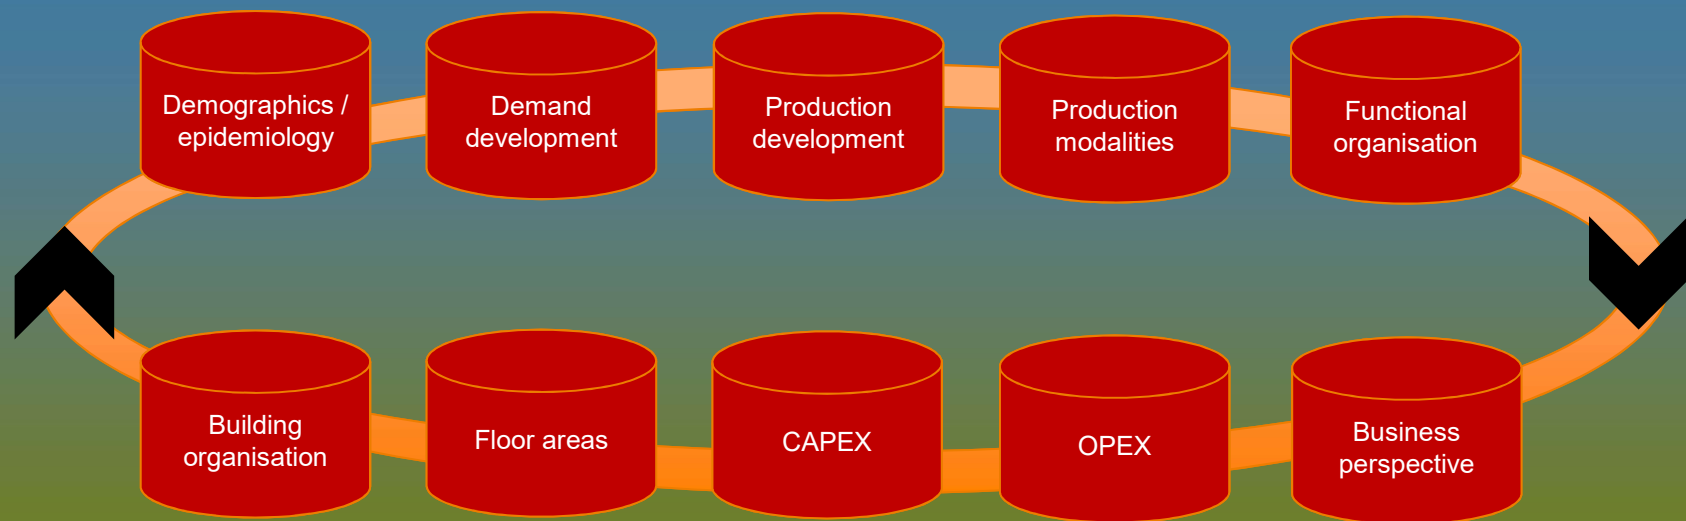 Demographics /
epidemiology
Demand
development
Production
development
Production
modalities
Functional
organisation
Building
organisation
Floor areas
CAPEX
OPEX
Business
perspective